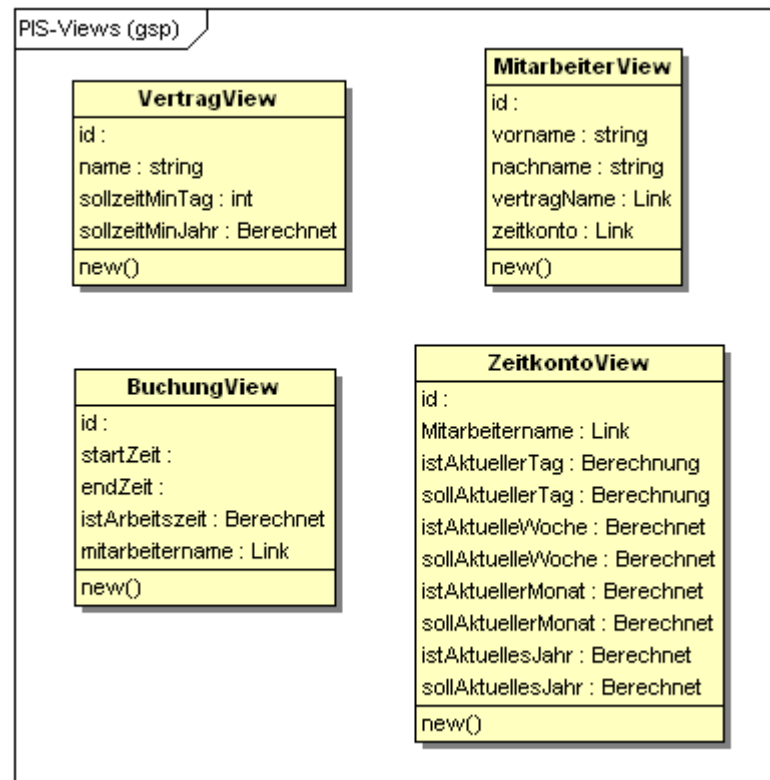 PIS-Views (gsp)
VertragView
id :
name : string
sollzeitMinTag : int
sollzeitMinJahr : Berechnet
new()
MitarbeiterView
id :
vorname : string
nachname : string
vertragName : Link
zeitkonto : Link
new()
BuchungView
id :
startZeit :
endZeit :
istArbeitszeit : Berechnet
mitarbeitername : Link
new()
ZeitkontoView
id :
Mitarbeitername : Link
istAktuellerTag : Berechnung
sollAktuellerTag : Berechnung
istAktuelleWoche : Berechnet
sollAktuelleWoche : Berechnet
istAktuellerMonat : Berechnet
sollAktuellerMonat : Berechnet
istAktuellesJahr : Berechnet
sollAktuellesJahr : Berechnet
new()